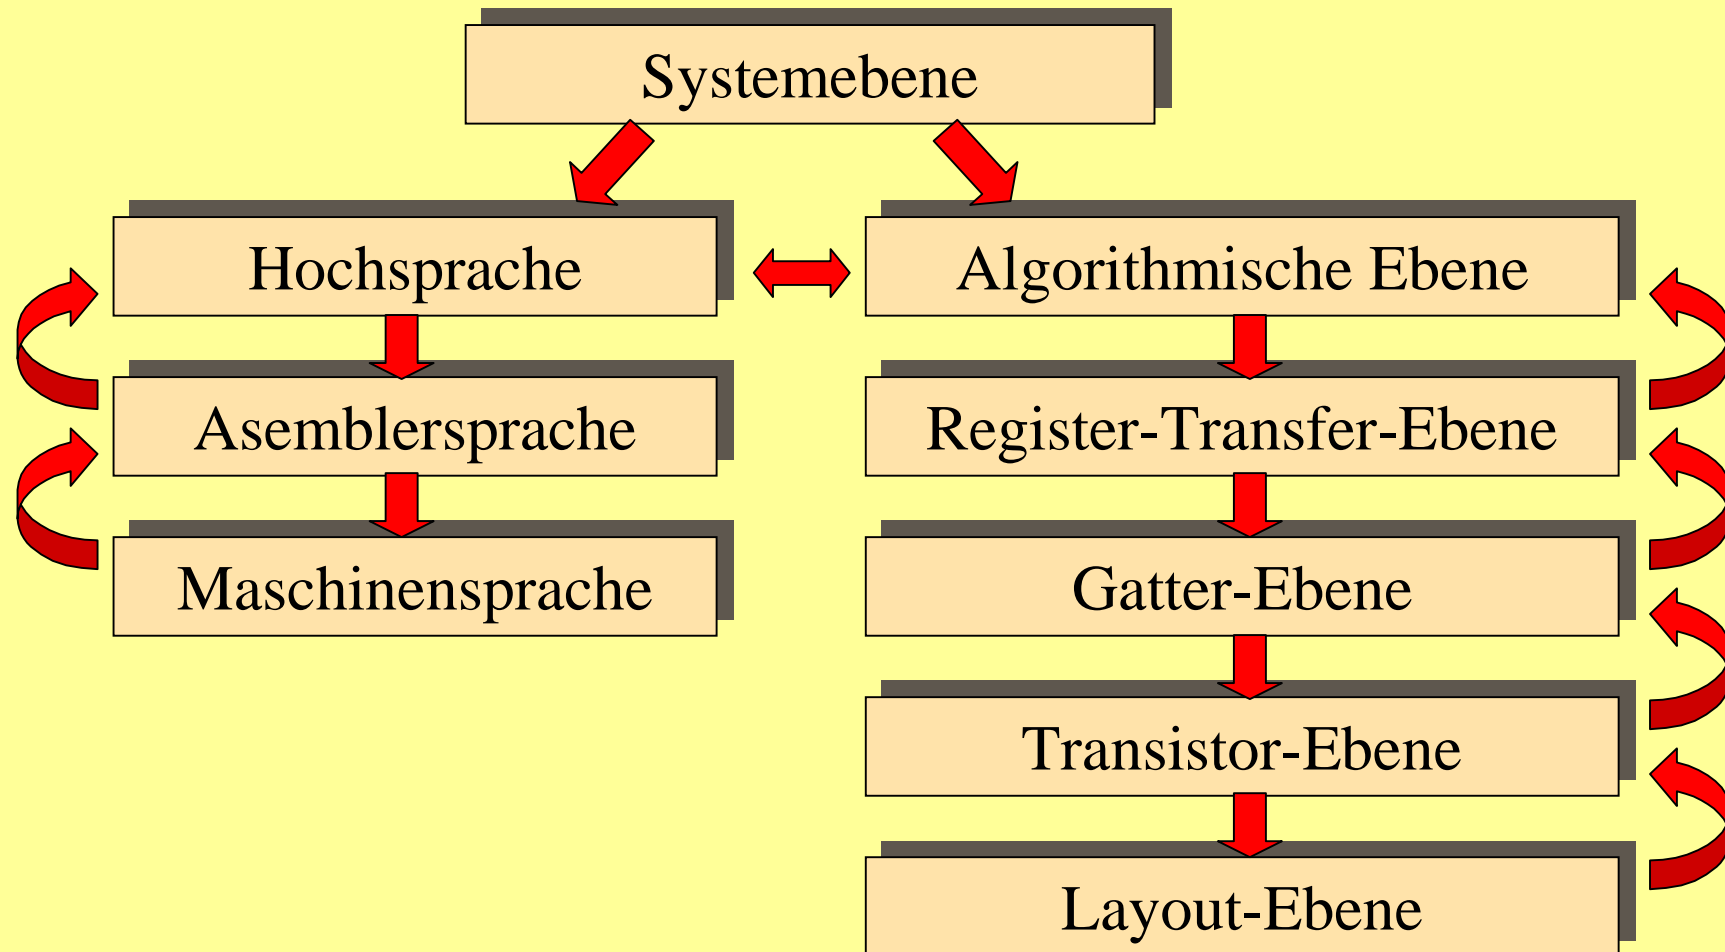 Systemebene
Hochsprache
Algorithmische Ebene
Asemblersprache
Register-Transfer-Ebene
Maschinensprache
Gatter-Ebene
Transistor-Ebene
Layout-Ebene